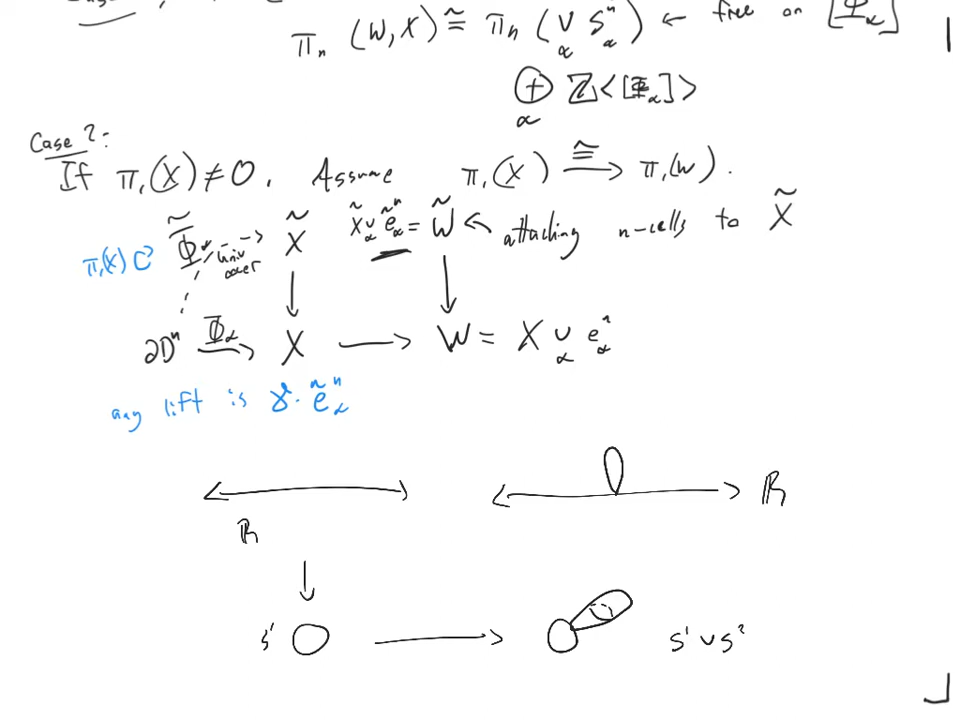 π_n (W, X) ≅ π_n (∨_α S^n_α) ← free on [Φ_α]
⊕_α ℤ<[Φ_α]>
Case 2:
If π_1(X) ≠ 0. Assume π_1(X) ≅→ π_1(W).
π_1(X) ↻ Φ̃_α univ cover → X̃ X̃ ∪_α ẽ^n_α = W̃ ← attaching n-cells to X̃
∂D^n Φ_α→ X → W = X ∪_α e^n_α
any lift is γ · ẽ^n_α
ℝ
ℝ
S^1
S^1 ∨ S^2